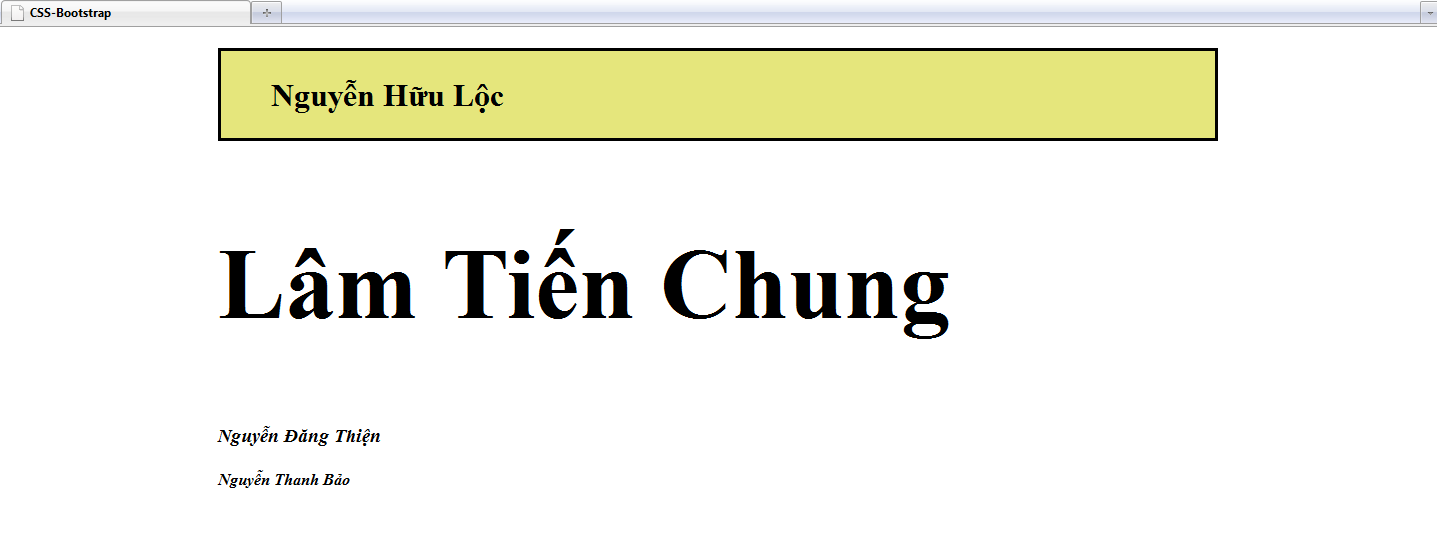 CSS-Bootstrap
Nguyễn Hữu Lộc
Lâm Tiến Chung
Nguyễn Đăng Thiện
Nguyễn Thanh Bảo